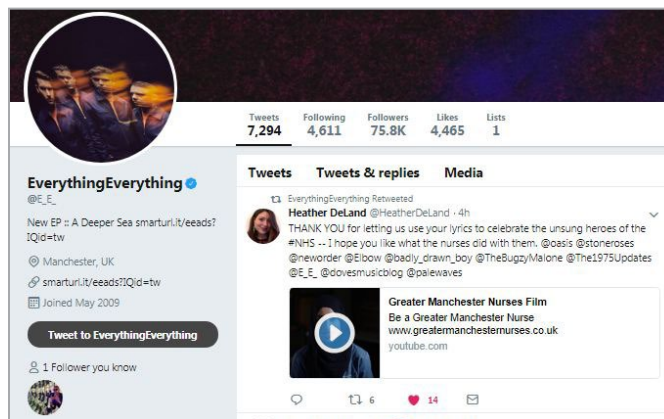 Tweets Following Followers Likes Lists
7,294 4,611 75.8K 4,465 1
EverythingEverything
@E_E_
New EP :: A Deeper Sea smarturl.it/eeads?
IQid=tw
Manchester, UK
smarturl.it/eeads?IQid=tw
Joined May 2009
Tweet to EverythingEverything
1 Follower you know
Tweets Tweets & replies Media
EverythingEverything Retweeted
Heather DeLand @HeatherDeLand · 4h
THANK YOU for letting us use your lyrics to celebrate the unsung heroes of the
#NHS -- I hope you like what the nurses did with them. @oasis @stoneroses
@neworder @Elbow @badly_drawn_boy @TheBugzyMalone @The1975Updates
@E_E_ @dovesmusicblog @palewaves
Greater Manchester Nurses Film
Be a Greater Manchester Nurse
www.greatermanchesternurses.co.uk
youtube.com
6 14